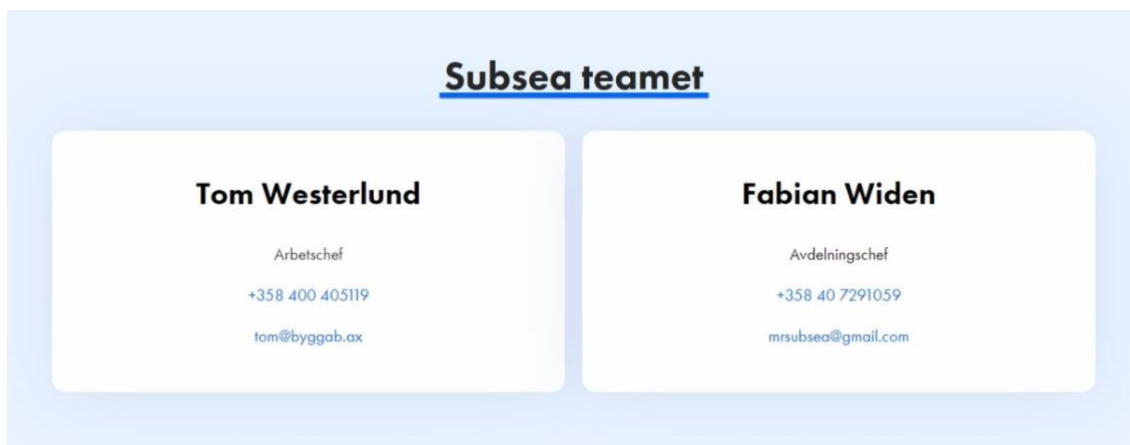 Subsea teamet
Tom Westerlund
Arbetschef
+358 400 405119
tom@byggab.ax
Fabian Widen
Avdelningschef
+358 40 7291059
mrsubsea@gmail.com